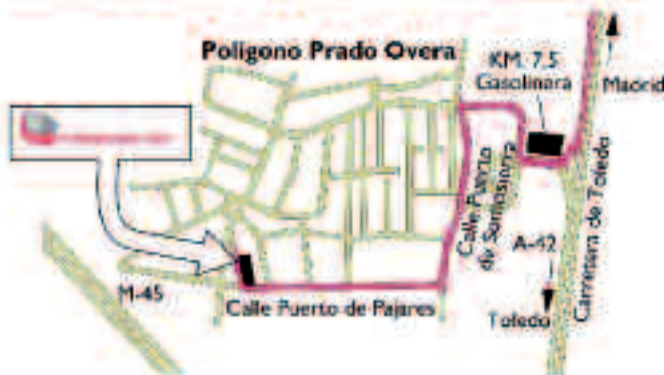 Polígono Prado Overa
KM. 7.5
Gasolinara
Madrid
Calle Puerto
de Somosierra
Carretera de Toledo
A-42
M-45
Calle Puerto de Pajares
Toledo